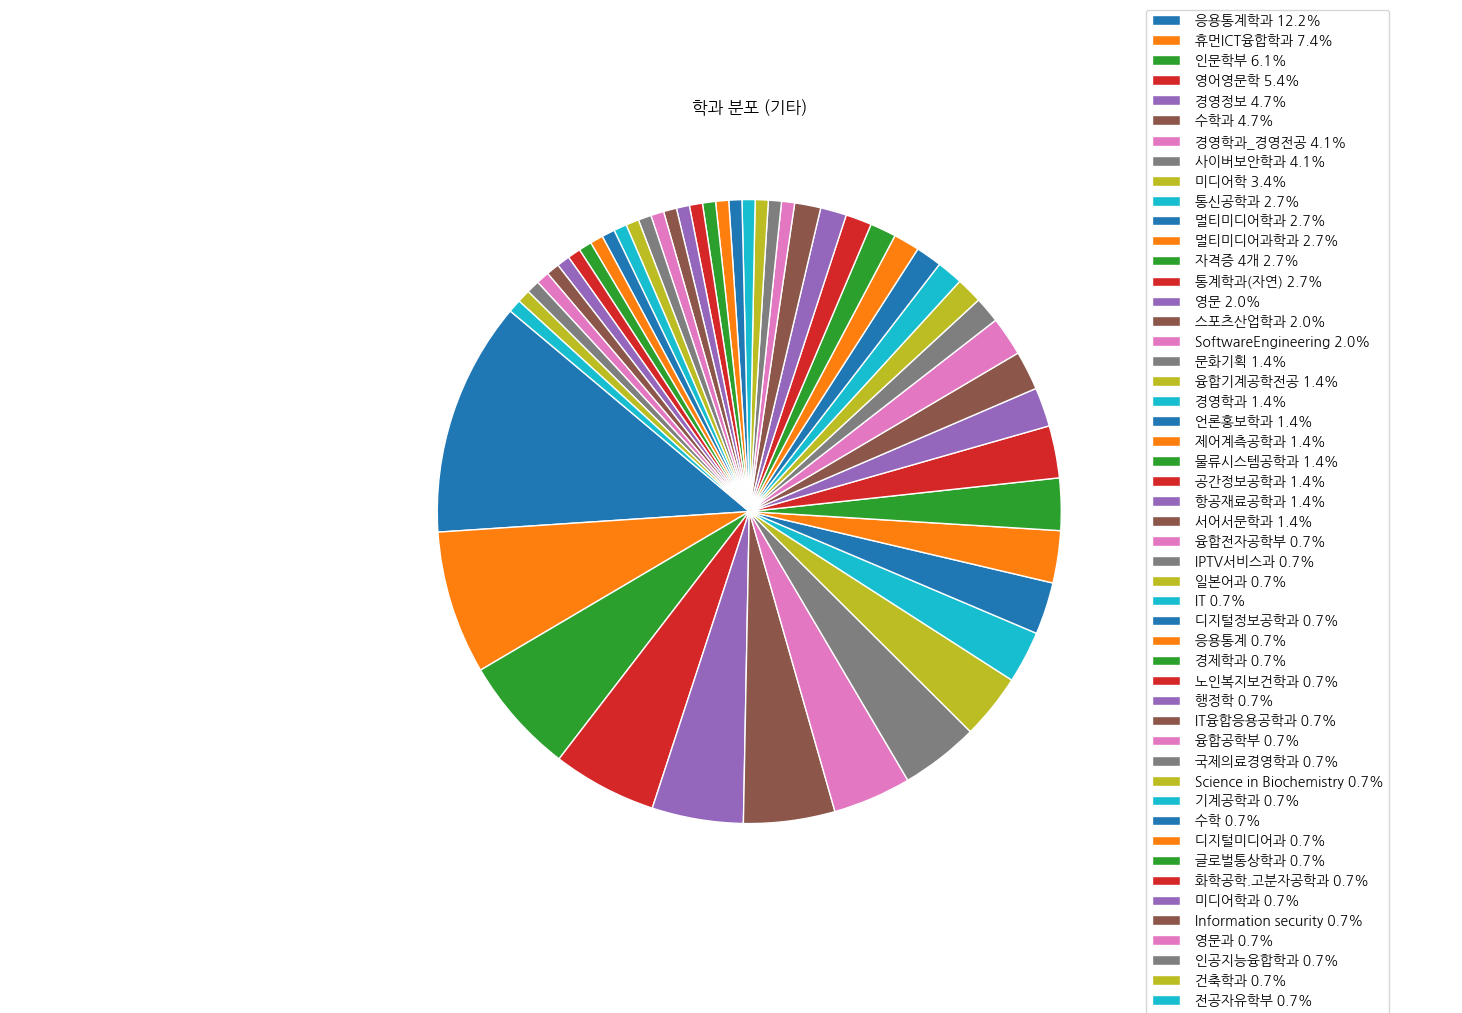 학과 분포 (기타)
응용통계학과 12.2%
휴먼ICT융합학과 7.4%
인문학부 6.1%
영어영문학 5.4%
경영정보 4.7%
수학과 4.7%
경영학과_경영전공 4.1%
사이버보안학과 4.1%
미디어학 3.4%
통신공학과 2.7%
멀티미디어학과 2.7%
멀티미디어과학과 2.7%
자격증 4개 2.7%
통계학과(자연) 2.7%
영문 2.0%
스포츠산업학과 2.0%
SoftwareEngineering 2.0%
문화기획 1.4%
융합기계공학전공 1.4%
경영학과 1.4%
언론홍보학과 1.4%
제어계측공학과 1.4%
물류시스템공학과 1.4%
공간정보공학과 1.4%
항공재료공학과 1.4%
서어서문학과 1.4%
융합전자공학부 0.7%
IPTV서비스과 0.7%
일본어과 0.7%
IT 0.7%
디지털정보공학과 0.7%
응용통계 0.7%
경제학과 0.7%
노인복지보건학과 0.7%
행정학 0.7%
IT융합응용공학과 0.7%
융합공학부 0.7%
국제의료경영학과 0.7%
Science in Biochemistry 0.7%
기계공학과 0.7%
수학 0.7%
디지털미디어과 0.7%
글로벌통상학과 0.7%
화학공학.고분자공학과 0.7%
미디어학과 0.7%
Information security 0.7%
영문과 0.7%
인공지능융합학과 0.7%
건축학과 0.7%
전공자유학부 0.7%